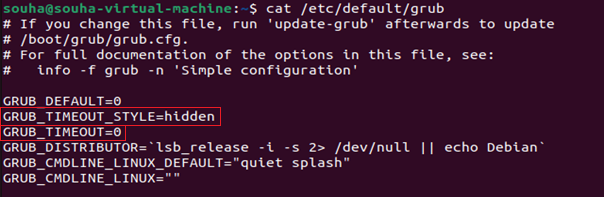 souha@souha-virtual-machine:~$ cat /etc/default/grub
# If you change this file, run 'update-grub' afterwards to update
# /boot/grub/grub.cfg.
# For full documentation of the options in this file, see:
#   info -f grub -n 'Simple configuration'

GRUB_DEFAULT=0
GRUB_TIMEOUT_STYLE=hidden
GRUB_TIMEOUT=0
GRUB_DISTRIBUTOR=`lsb_release -i -s 2> /dev/null || echo Debian`
GRUB_CMDLINE_LINUX_DEFAULT="quiet splash"
GRUB_CMDLINE_LINUX=""